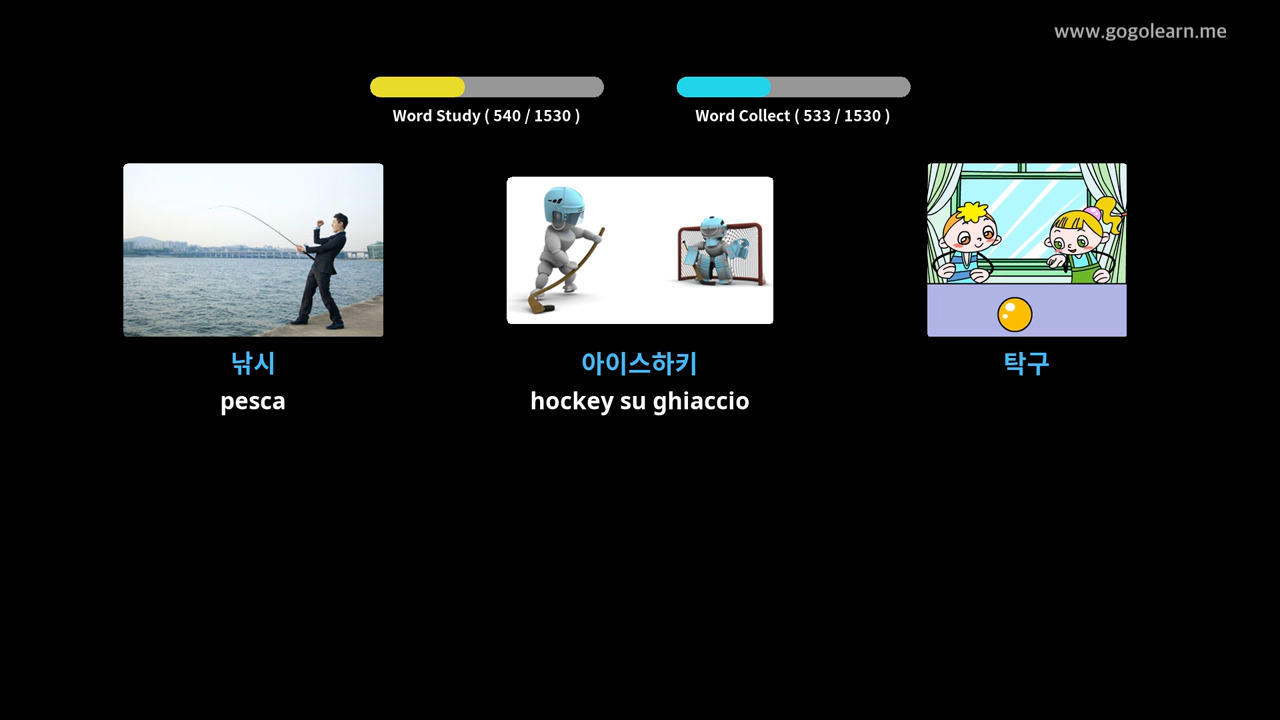 www.gogolearn.me
Word Study ( 540 / 1530 )
Word Collect ( 533 / 1530 )
낚시
아이스하키
탁구
pesca
hockey su ghiaccio